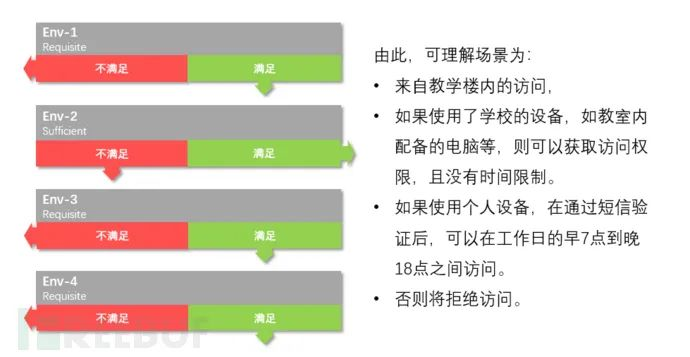 Env-1
Requisite
不满足
满足
Env-2
Sufficient
不满足
满足
Env-3
Requisite
不满足
满足
Env-4
Requisite
不满足
满足
REEBUF
由此，可理解场景为：
• 来自教学楼内的访问，
• 如果使用了学校的设备，如教室内
配备的电脑等，则可以获取访问权
限，且没有时间限制。
• 如果使用个人设备，在通过短信验
证后，可以在工作日的早7点到晚
18点之间访问。
• 否则将拒绝访问。